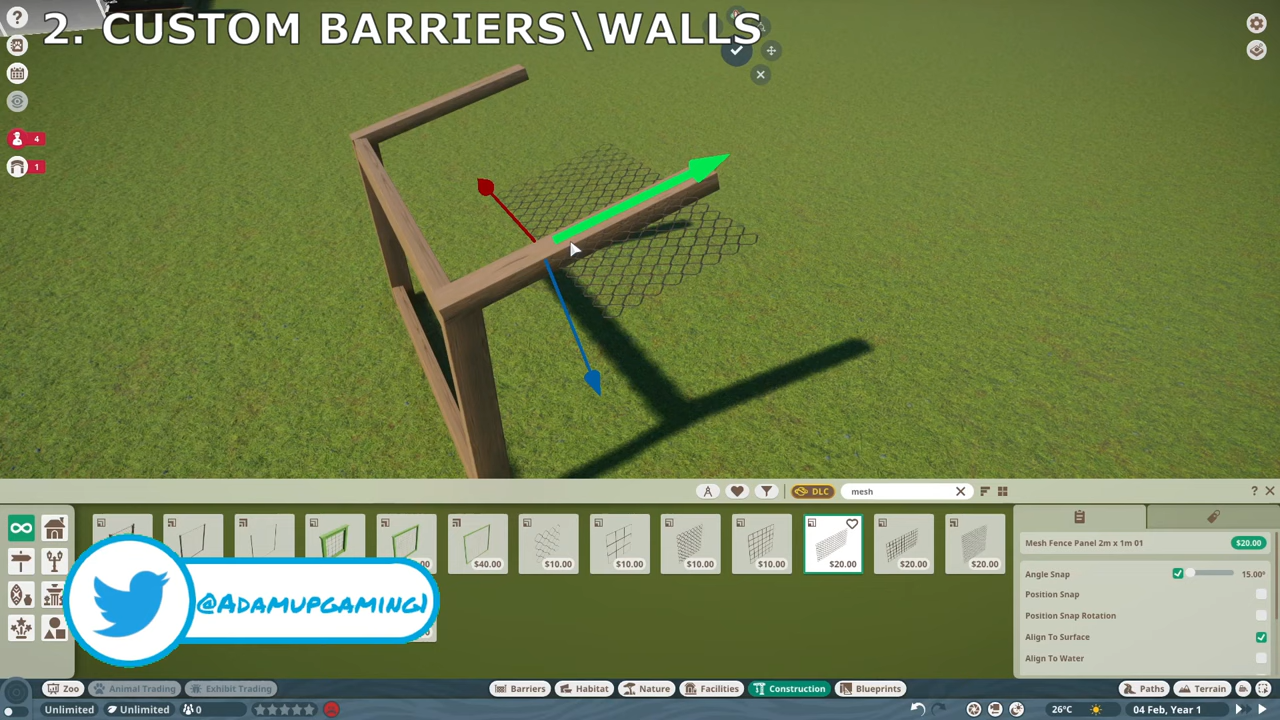 2. CUSTOM BARRIERS\WALLS
4
1
DLC
mesh
$40.00
$10.00
$10.00
$10.00
$10.00
$20.00
$20.00
$20.00
Mesh Fence Panel 2m x 1m 01
$20.00
Angle Snap
15.00°
Position Snap
Position Snap Rotation
Align To Surface
Align To Water
@AdamupgamingI
Zoo
Animal Trading
Exhibit Trading
Barriers
Habitat
Nature
Facilities
Construction
Blueprints
Paths
Terrain
Unlimited
Unlimited
0
26°C
04 Feb, Year 1